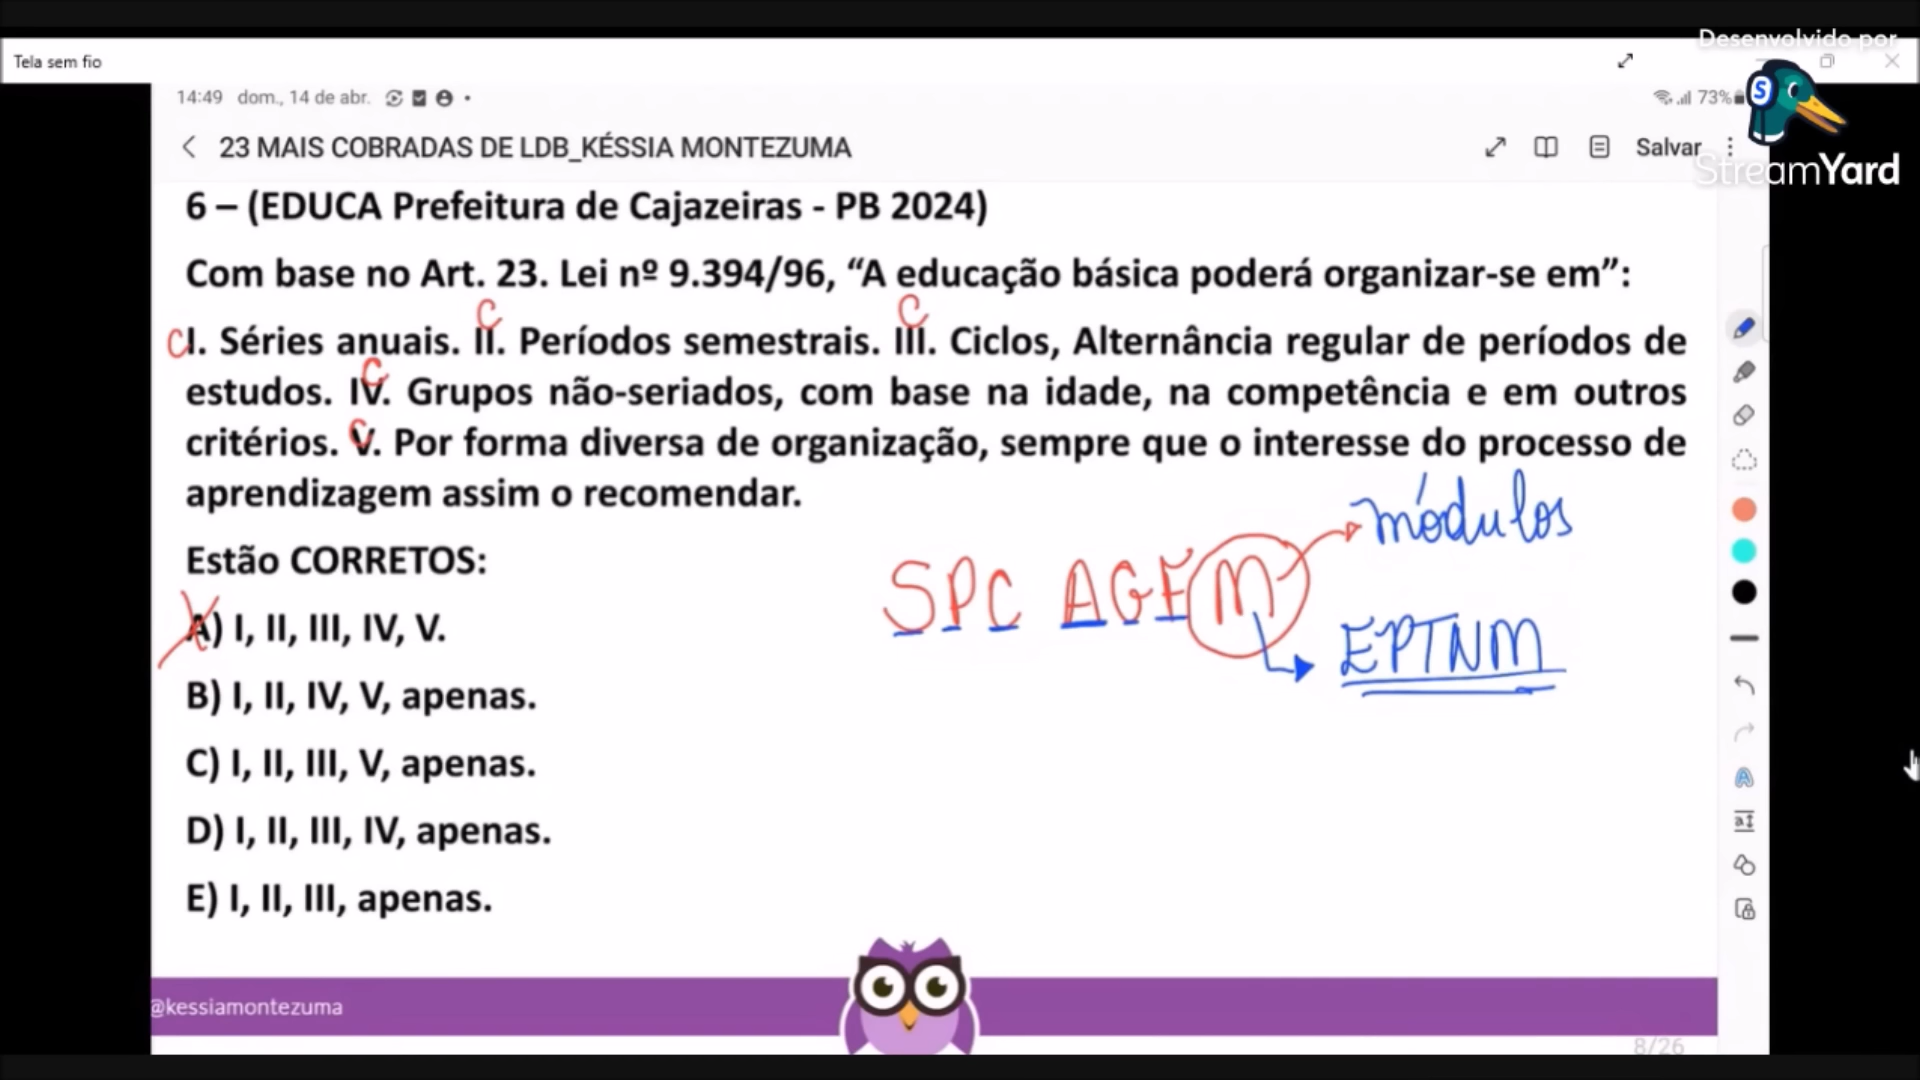 Desenvolvido por
Tela sem fio
14:49 dom., 14 de abr.
73%
StreamYard
23 MAIS COBRADAS DE LDB_KÉSSIA MONTEZUMA
Salvar
6 – (EDUCA Prefeitura de Cajazeiras - PB 2024)
Com base no Art. 23. Lei nº 9.394/96, “A educação básica poderá organizar-se em”:
C C
C I. Séries anuais. II. Períodos semestrais. III. Ciclos, Alternância regular de períodos de
C
estudos. IV. Grupos não-seriados, com base na idade, na competência e em outros
C
critérios. V. Por forma diversa de organização, sempre que o interesse do processo de
aprendizagem assim o recomendar.
módulos
Estão CORRETOS:
SPC AGFM
A) I, II, III, IV, V.
EPTNM
B) I, II, IV, V, apenas.
C) I, II, III, V, apenas.
D) I, II, III, IV, apenas.
E) I, II, III, apenas.
@kessiamontezuma
8/26